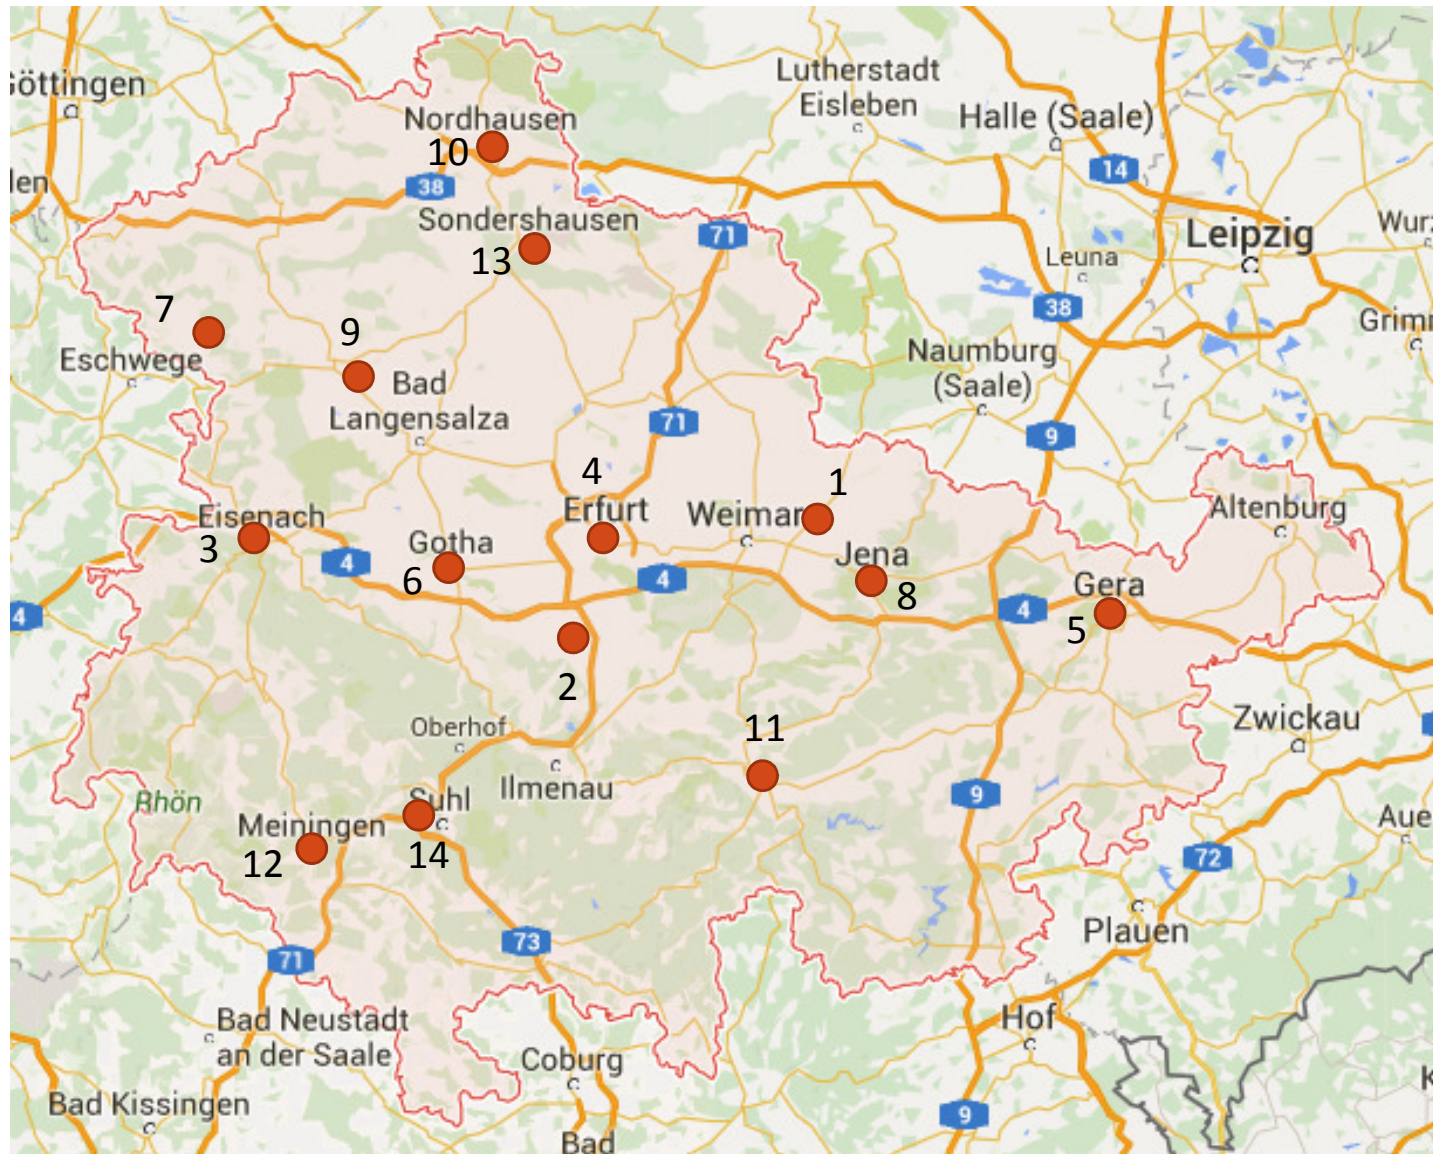 Göttingen
Lutherstadt
Eisleben
Halle (Saale)
Nordhausen
10
14
38
len
Sondershausen
13
71
Leipzig
Leuna
7
9
38
Eschwege
Bad
Langensalza
Naumburg
(Saale)
71
9
4
1
Eisenach
3
Erfurt
Weimar
Altenburg
Gotha
6
4
4
Jena
8
4
Gera
5
4
2
Oberhof
11
Zwickau
Ilmenau
Rhön
Suhl
9
Meiningen
12
14
Aue
72
Plauen
71
73
Bad Neustadt
an der Saale
Hof
Coburg
Bad Kissingen
9
Bad
K